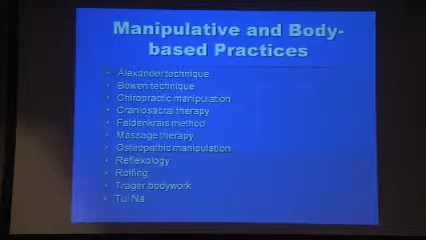 Manipulative and Body-
based Practices
• Alexander technique
• Bowen technique
• Chiropractic manipulation
• Craniosacral therapy
• Feldenkrais method
• Massage therapy
• Osteopathic manipulation
• Reflexology
• Rolfing
• Trager bodywork
• Tui Na